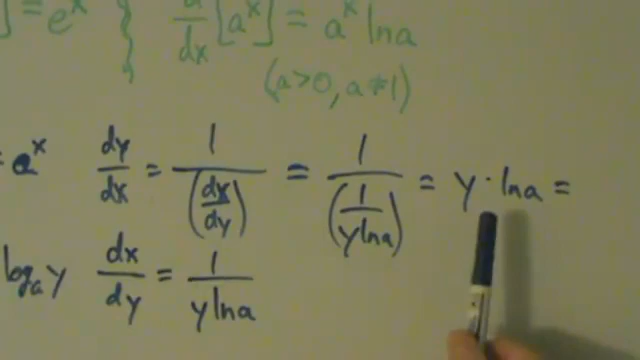 ] = e^x } d/dx [a^x] = a^x ln a
(a>0, a≠1)
= a^x dy/dx = 1/(dx/dy) = 1/(1/(y ln a)) = y · ln a =
log_a y dx/dy = 1/(y ln a)